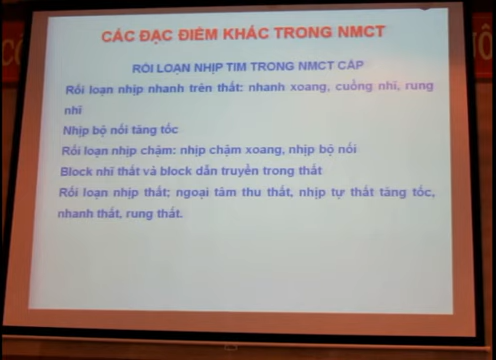 CÁC ĐẶC ĐIỂM KHÁC TRONG NMCT
RỐI LOẠN NHỊP TIM TRONG NMCT CẤP
Rối loạn nhịp nhanh trên thất: nhanh xoang, cuồng nhĩ, rung
nhĩ
Nhịp bộ nối tăng tốc
Rối loạn nhịp chậm: nhịp chậm xoang, nhịp bộ nối
Block nhĩ thất và block dẫn truyền trong thất
Rối loạn nhịp thất; ngoại tâm thu thất, nhịp tự thất tăng tốc,
nhanh thất, rung thất.